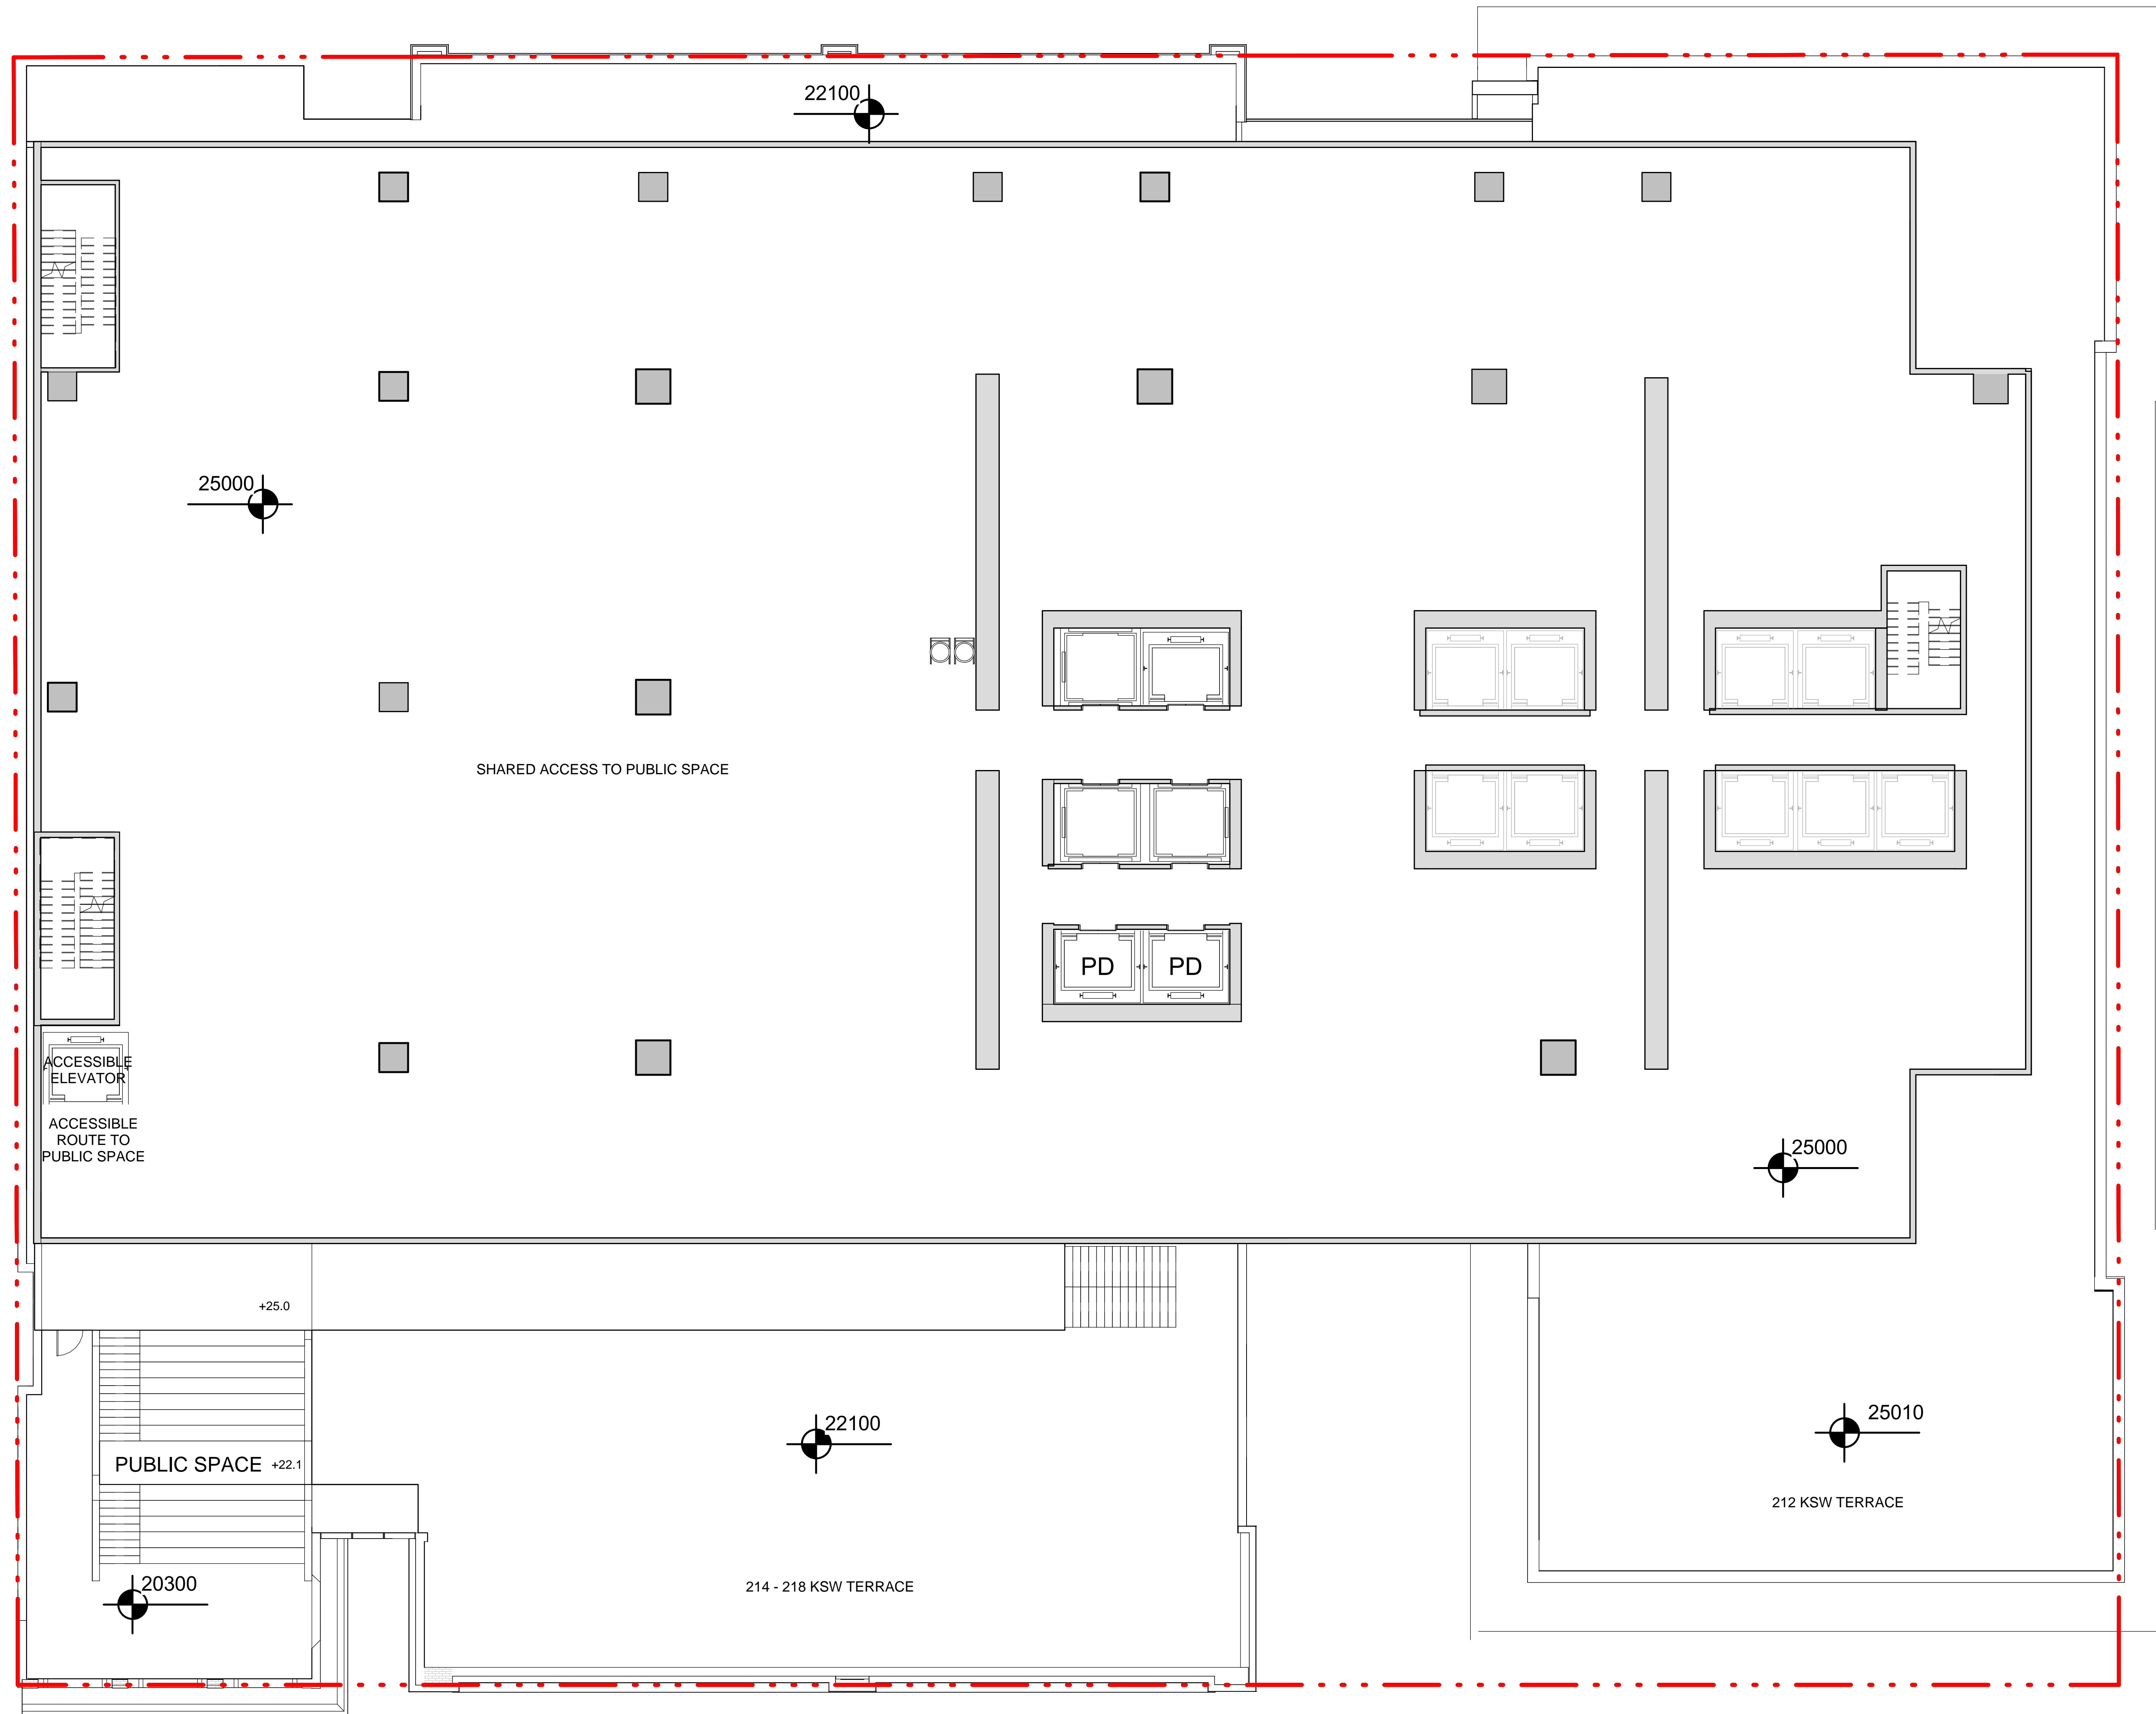 22100
25000
SHARED ACCESS TO PUBLIC SPACE
PD
PD
ACCESSIBLE
ELEVATOR
ACCESSIBLE
ROUTE TO
PUBLIC SPACE
25000
+25.0
22100
25010
PUBLIC SPACE +22.1
212 KSW TERRACE
20300
214 - 218 KSW TERRACE